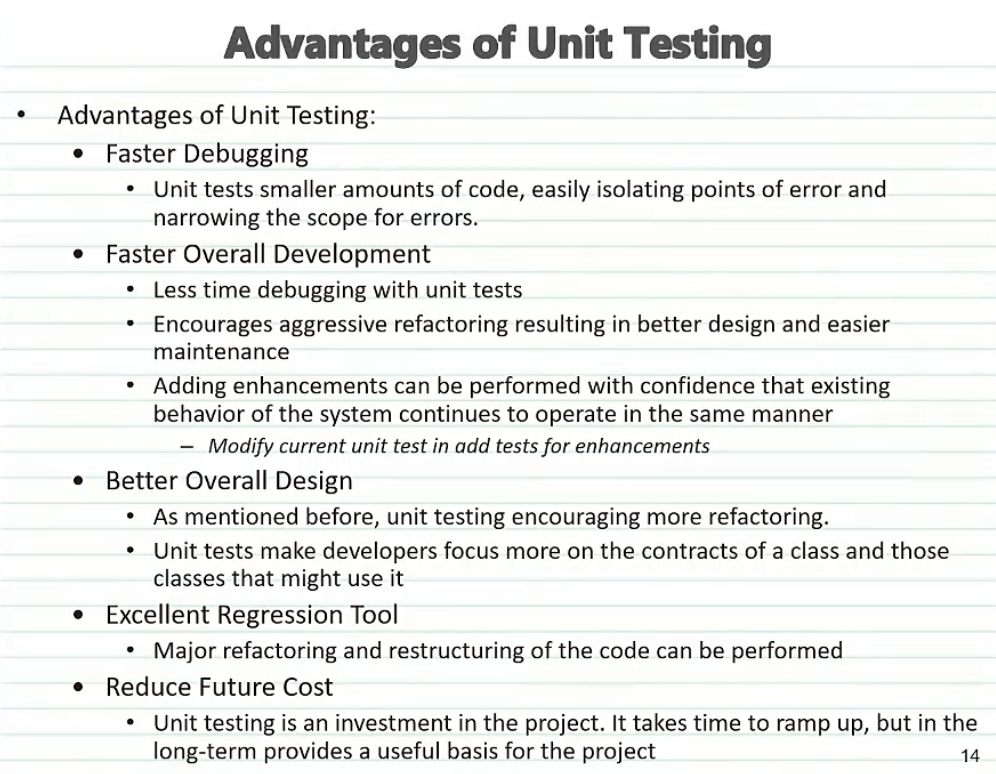 Advantages of Unit Testing
• Advantages of Unit Testing:
• Faster Debugging
• Unit tests smaller amounts of code, easily isolating points of error and
narrowing the scope for errors.
• Faster Overall Development
• Less time debugging with unit tests
• Encourages aggressive refactoring resulting in better design and easier
maintenance
• Adding enhancements can be performed with confidence that existing
behavior of the system continues to operate in the same manner
– Modify current unit test in add tests for enhancements
• Better Overall Design
• As mentioned before, unit testing encouraging more refactoring.
• Unit tests make developers focus more on the contracts of a class and those
classes that might use it
• Excellent Regression Tool
• Major refactoring and restructuring of the code can be performed
• Reduce Future Cost
• Unit testing is an investment in the project. It takes time to ramp up, but in the
long-term provides a useful basis for the project
14